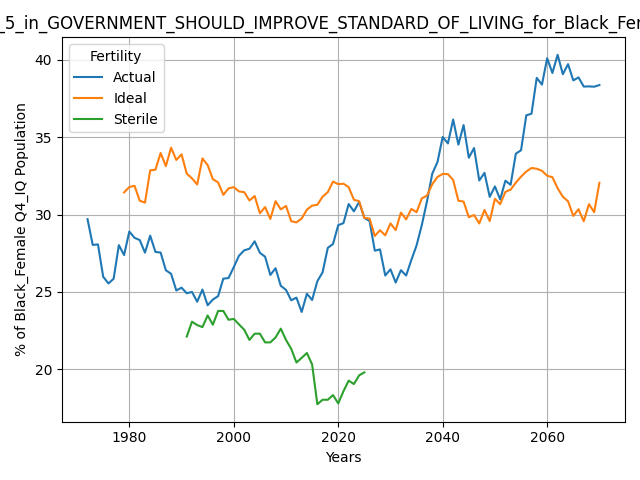 _5_in_GOVERNMENT_SHOULD_IMPROVE_STANDARD_OF_LIVING_for_Black_Fem
Fertility
Actual
Ideal
Sterile
% of Black_Female Q4_IQ Population
40
35
30
25
20
1980
2000
2020
2040
2060
Years